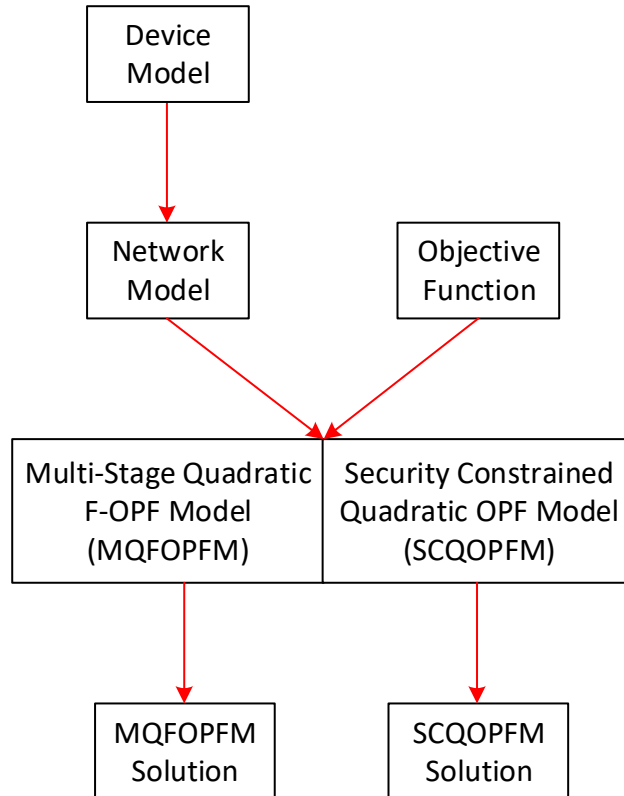 Device
Model
Network
Model
Objective
Function
Multi-Stage Quadratic
F-OPF Model
(MQFOPFM)
Security Constrained
Quadratic OPF Model
(SCQOPFM)
MQFOPFM
Solution
SCQOPFM
Solution